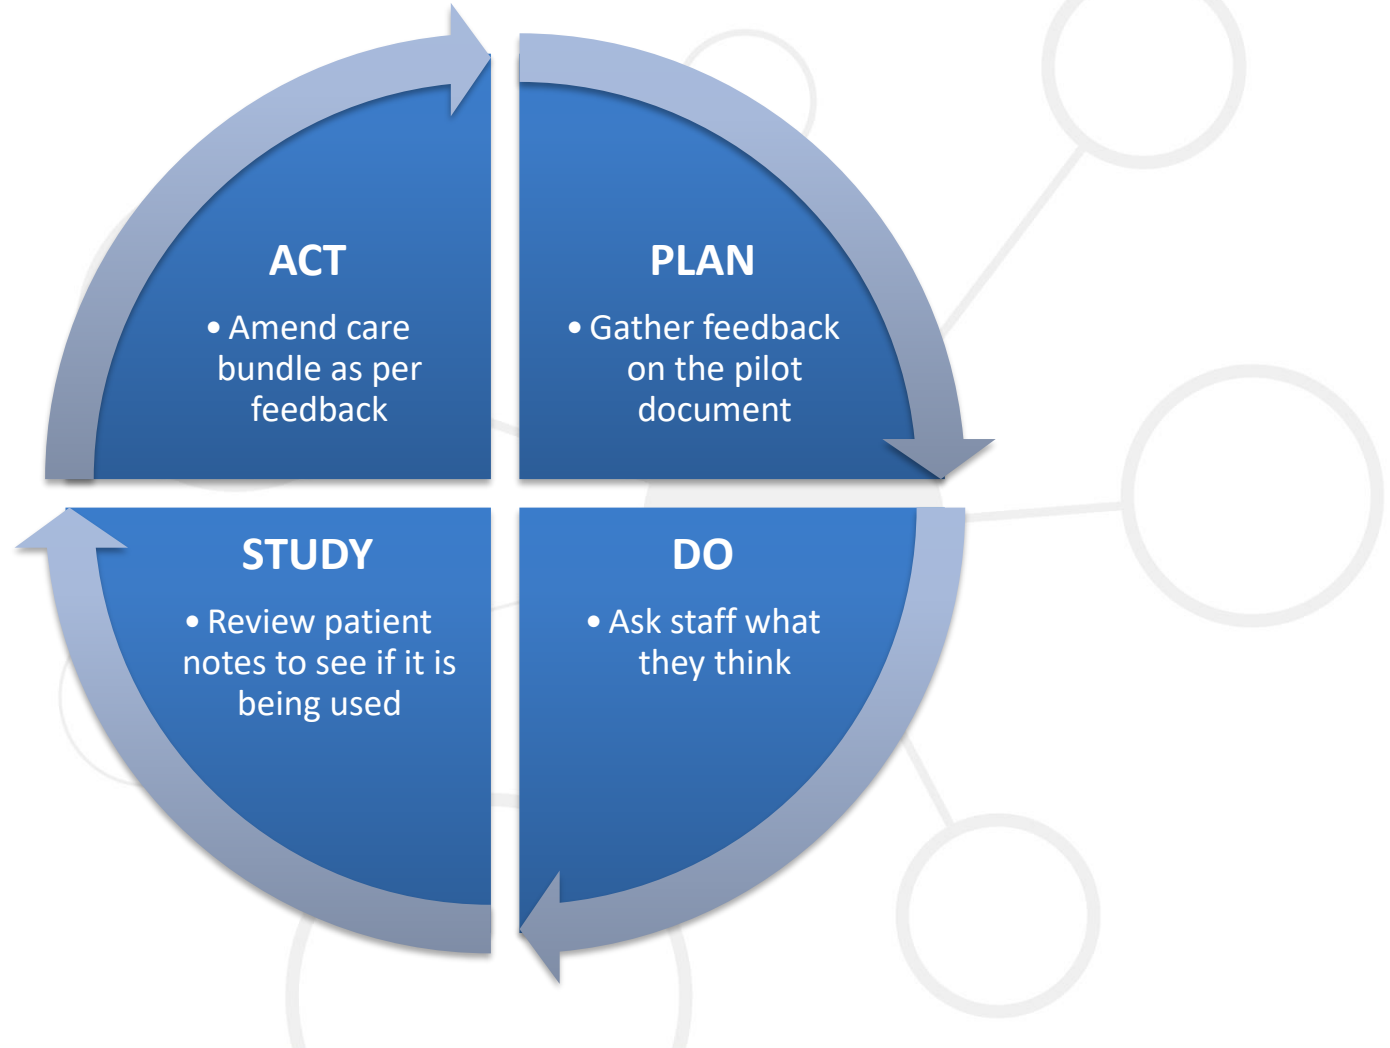 ACT
• Amend care
bundle as per
feedback
PLAN
• Gather feedback
on the pilot
document
STUDY
• Review patient
notes to see if it is
being used
DO
• Ask staff what
they think